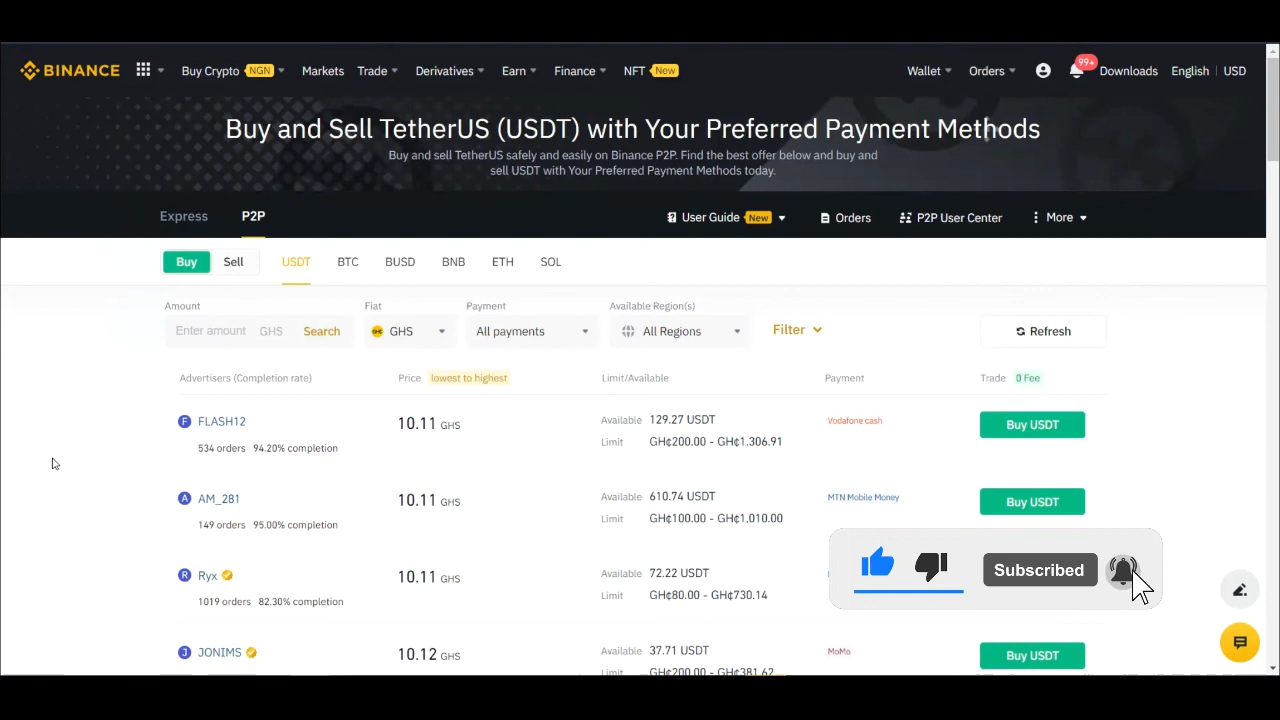 BINANCE
Buy Crypto NGN Markets Trade Derivatives Earn Finance NFT New
Wallet Orders 99+ Downloads English USD
Buy and Sell TetherUS (USDT) with Your Preferred Payment Methods
Buy and sell TetherUS safely and easily on Binance P2P. Find the best offer below and buy and
sell USDT with Your Preferred Payment Methods today.
Express P2P
User Guide New Orders P2P User Center More
Buy Sell USDT BTC BUSD BNB ETH SOL
Amount Fiat Payment Available Region(s)
Enter amount GHS Search GHS All payments All Regions Filter Refresh
Advertisers (Completion rate) Price lowest to highest Limit/Available Payment Trade 0 Fee
F FLASH12 10.11 GHS Available 129.27 USDT Vodafone cash Buy USDT
534 orders 94.20% completion Limit GH¢200.00 - GH¢1,306.91
A AM_281 10.11 GHS Available 610.74 USDT MTN Mobile Money Buy USDT
149 orders 95.00% completion Limit GH¢100.00 - GH¢1,010.00
R Ryx 10.11 GHS Available 72.22 USDT
1019 orders 82.30% completion Limit GH¢80.00 - GH¢730.14
Subscribed
J JONIMS 10.12 GHS Available 37.71 USDT MoMo Buy USDT
Limit GH¢200.00 - GH¢381.62